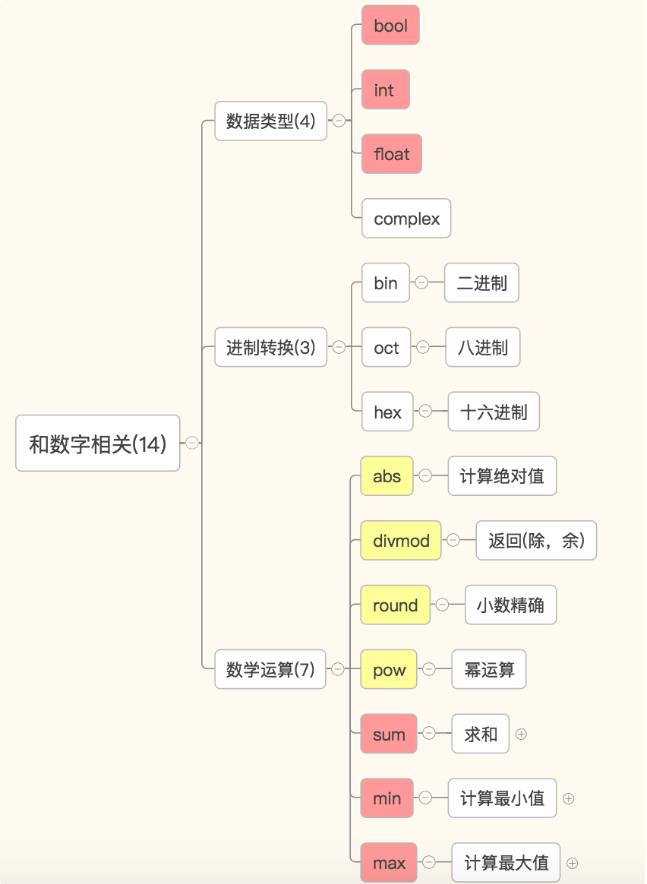 和数字相关(14)
数据类型(4)
bool
int
float
complex
进制转换(3)
bin
二进制
oct
八进制
hex
十六进制
数学运算(7)
abs
计算绝对值
divmod
返回(除，余)
round
小数精确
pow
幂运算
sum
求和
min
计算最小值
max
计算最大值